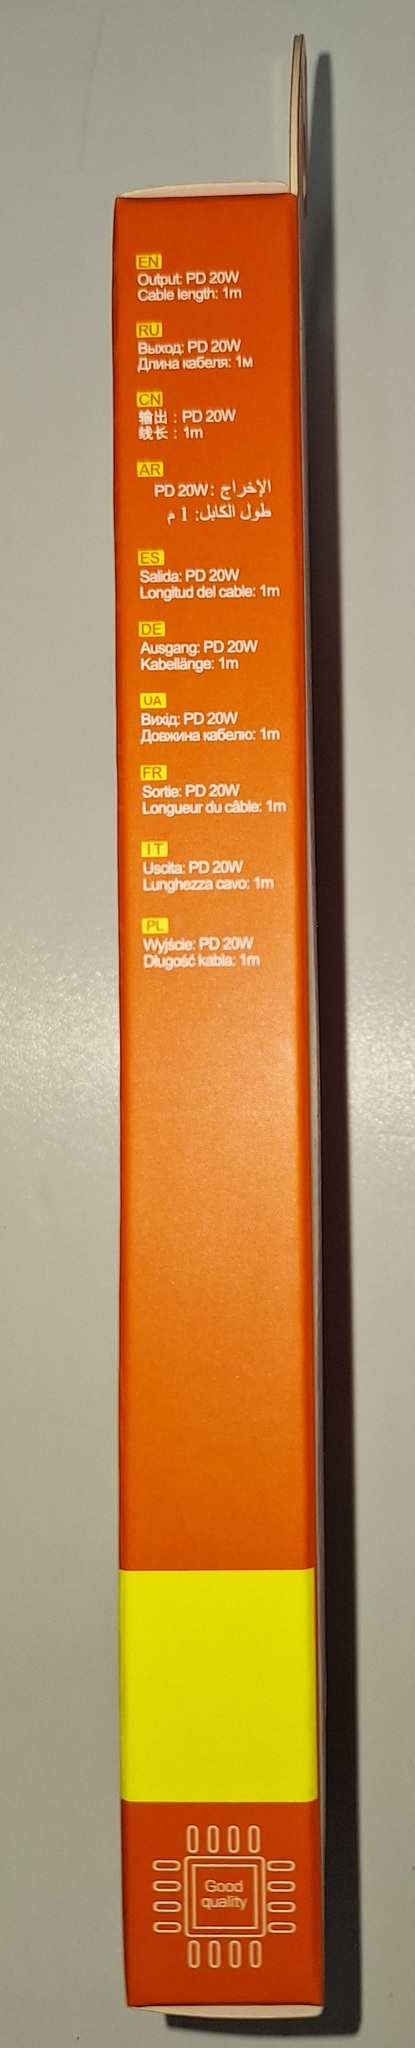 EN
Output: PD 20W
Cable length: 1m
RU
Выход: PD 20W
Длина кабеля: 1м
CN
输出 : PD 20W
线长 : 1m
AR
الإخراج: PD 20W
طول الكابل: 1 م
ES
Salida: PD 20W
Longitud del cable: 1m
DE
Ausgang: PD 20W
Kabellänge: 1m
UA
Вихід: PD 20W
Довжина кабелю: 1m
FR
Sortie: PD 20W
Longueur du câble: 1m
IT
Uscita: PD 20W
Lunghezza cavo: 1m
PL
Wyjście: PD 20W
Długość kabla: 1m
Good
quality